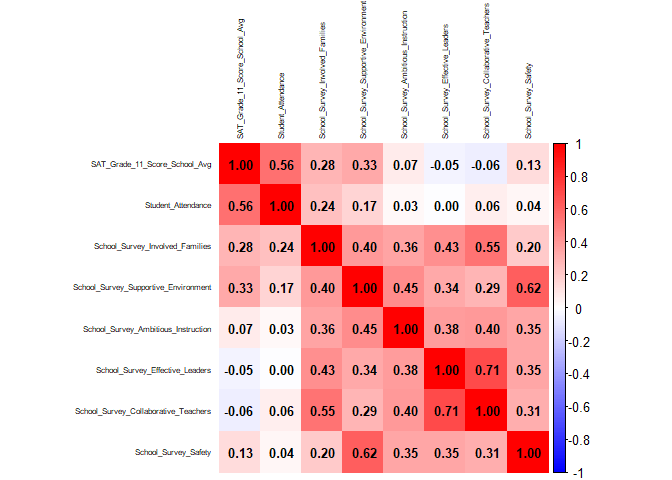 SAT_Grade_11_Score_School_Avg
Student_Attendance
School_Survey_Involved_Families
School_Survey_Supportive_Environment
School_Survey_Ambitious_Instruction
School_Survey_Effective_Leaders
School_Survey_Collaborative_Teachers
School_Survey_Safety
SAT_Grade_11_Score_School_Avg 1.00 0.56 0.28 0.33 0.07 -0.05 -0.06 0.13
Student_Attendance 0.56 1.00 0.24 0.17 0.03 0.00 0.06 0.04
School_Survey_Involved_Families 0.28 0.24 1.00 0.40 0.36 0.43 0.55 0.20
School_Survey_Supportive_Environment 0.33 0.17 0.40 1.00 0.45 0.34 0.29 0.62
School_Survey_Ambitious_Instruction 0.07 0.03 0.36 0.45 1.00 0.38 0.40 0.35
School_Survey_Effective_Leaders -0.05 0.00 0.43 0.34 0.38 1.00 0.71 0.35
School_Survey_Collaborative_Teachers -0.06 0.06 0.55 0.29 0.40 0.71 1.00 0.31
School_Survey_Safety 0.13 0.04 0.20 0.62 0.35 0.35 0.31 1.00
1
0.8
0.6
0.4
0.2
0
-0.2
-0.4
-0.6
-0.8
-1